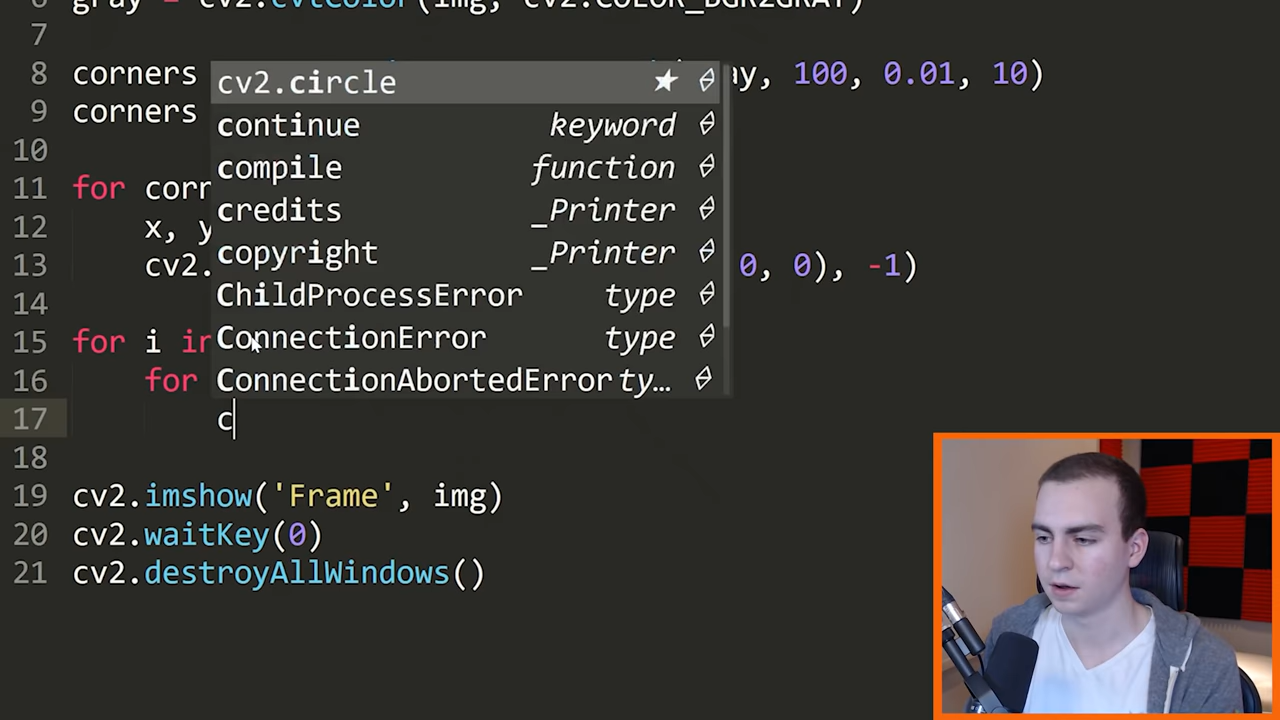 6 gray = cv2.cvtColor(img, cv2.COLOR_BGR2GRAY)
7
8 corners ay, 100, 0.01, 10)
9 corners
10
11 for corn
12 x, y
13 cv2. 0, 0), -1)
14
15 for i in
16 for
17 c
18
19 cv2.imshow('Frame', img)
20 cv2.waitKey(0)
21 cv2.destroyAllWindows()
cv2.circle
continue keyword
compile function
credits _Printer
copyright _Printer
ChildProcessError type
ConnectionError type
ConnectionAbortedError ty…